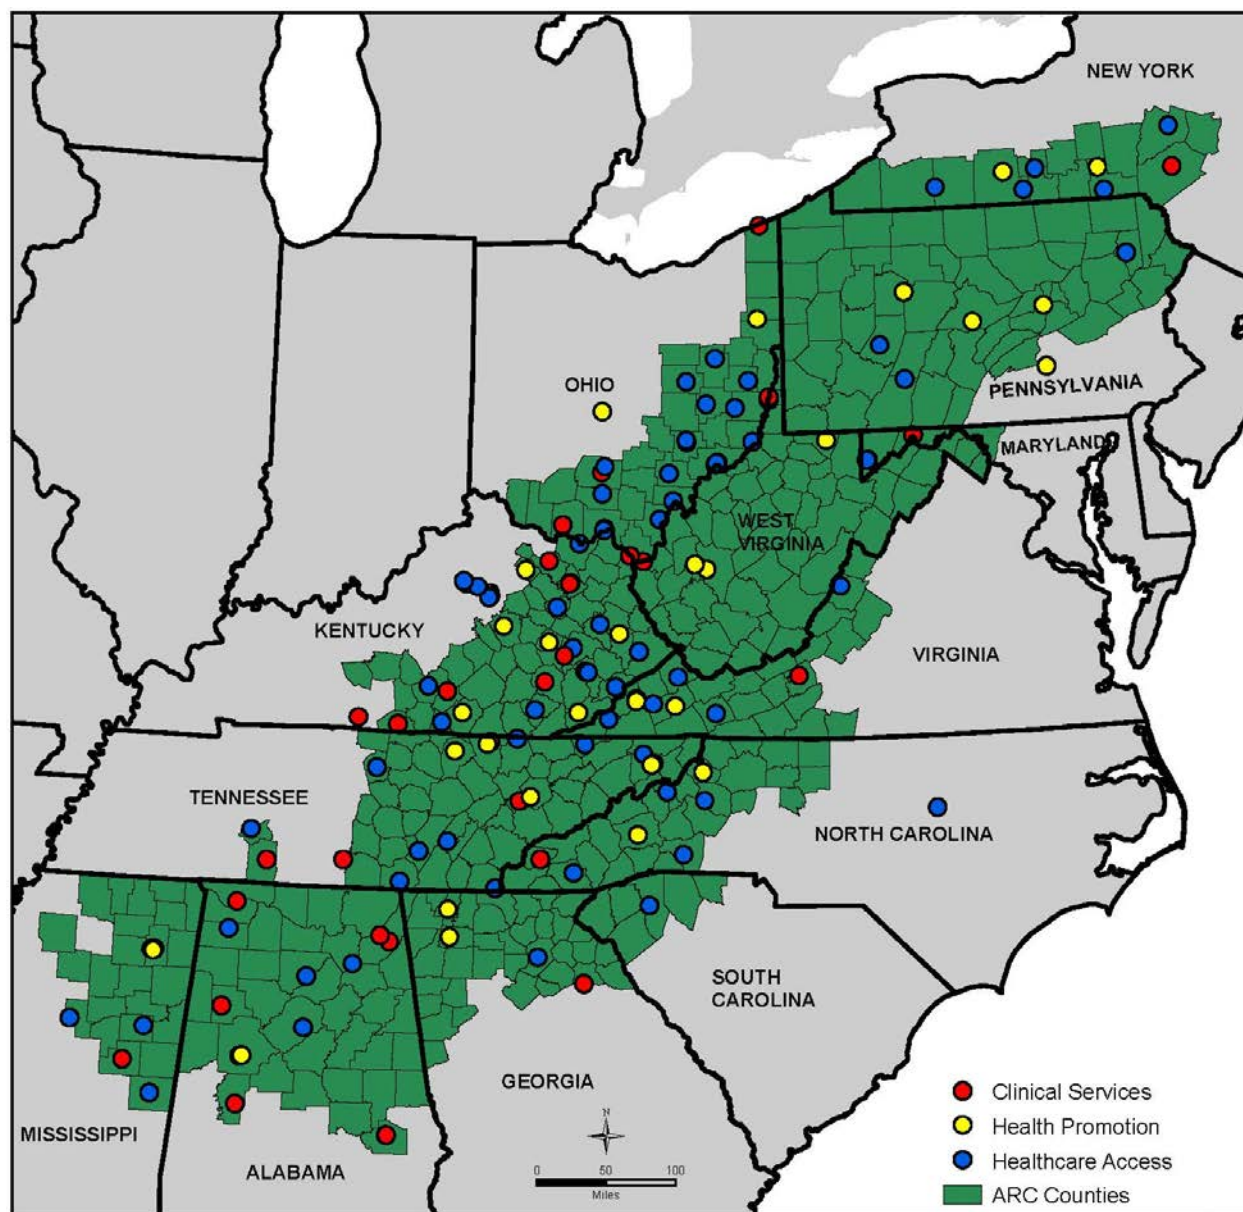 NEW YORK
OHIO
PENNSYLVANIA
MARYLAND
WEST
VIRGINIA
KENTUCKY
VIRGINIA
TENNESSEE
NORTH CAROLINA
SOUTH
CAROLINA
GEORGIA
MISSISSIPPI
ALABAMA
N
0 50 100
Miles
Clinical Services
Health Promotion
Healthcare Access
ARC Counties